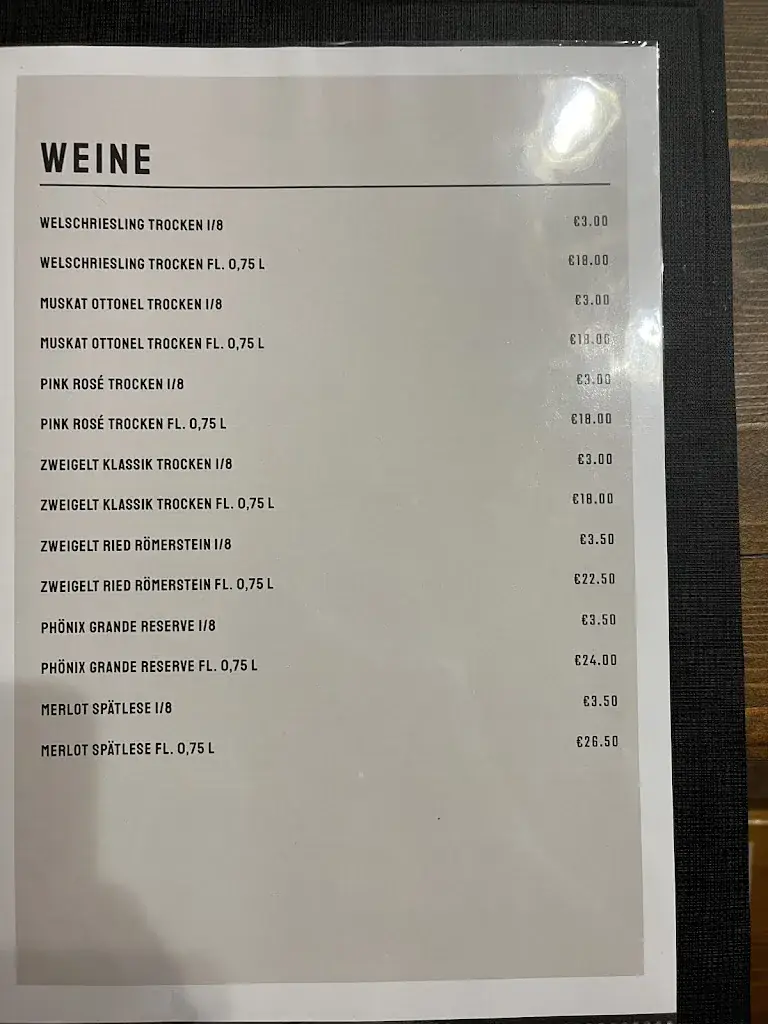 WEINE
WELSCHRIESLING TROCKEN 1/8 €3.00
WELSCHRIESLING TROCKEN FL. 0,75 L €18.00
MUSKAT OTTONEL TROCKEN 1/8 €3.00
MUSKAT OTTONEL TROCKEN FL. 0,75 L €18.00
PINK ROSÉ TROCKEN 1/8 €3.00
PINK ROSÉ TROCKEN FL. 0,75 L €18.00
ZWEIGELT KLASSIK TROCKEN 1/8 €3.00
ZWEIGELT KLASSIK TROCKEN FL. 0,75 L €18.00
ZWEIGELT RIED RÖMERSTEIN 1/8 €3.50
ZWEIGELT RIED RÖMERSTEIN FL. 0,75 L €22.50
PHÖNIX GRANDE RESERVE 1/8 €3.50
PHÖNIX GRANDE RESERVE FL. 0,75 L €24.00
MERLOT SPÄTLESE 1/8 €3.50
MERLOT SPÄTLESE FL. 0,75 L €26.50